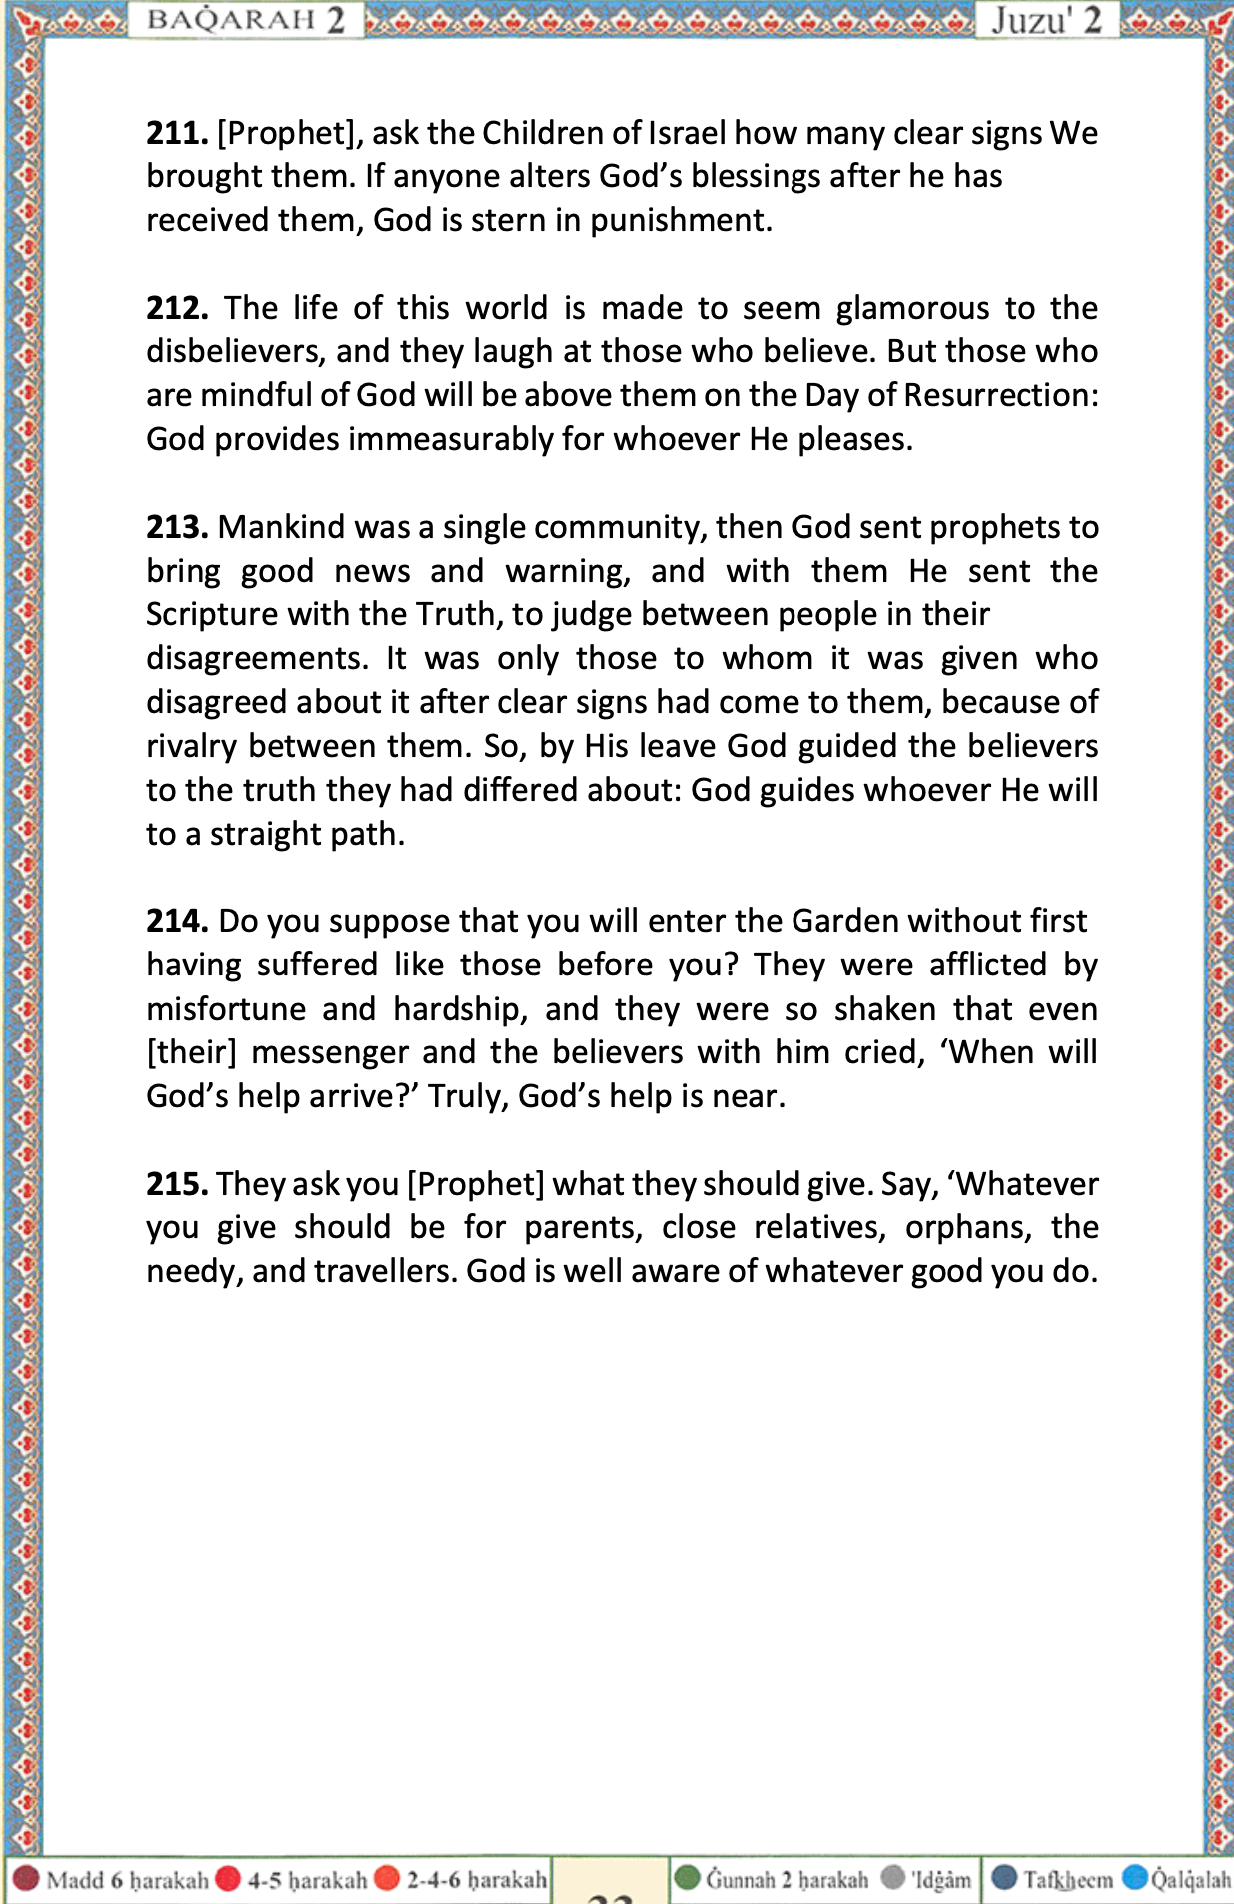 BAQ̇ARAH 2
Juzu' 2
211. [Prophet], ask the Children of Israel how many clear signs We
brought them. If anyone alters God’s blessings after he has
received them, God is stern in punishment.
212. The life of this world is made to seem glamorous to the
disbelievers, and they laugh at those who believe. But those who
are mindful of God will be above them on the Day of Resurrection:
God provides immeasurably for whoever He pleases.
213. Mankind was a single community, then God sent prophets to
bring good news and warning, and with them He sent the
Scripture with the Truth, to judge between people in their
disagreements. It was only those to whom it was given who
disagreed about it after clear signs had come to them, because of
rivalry between them. So, by His leave God guided the believers
to the truth they had differed about: God guides whoever He will
to a straight path.
214. Do you suppose that you will enter the Garden without first
having suffered like those before you? They were afflicted by
misfortune and hardship, and they were so shaken that even
[their] messenger and the believers with him cried, ‘When will
God’s help arrive?’ Truly, God’s help is near.
215. They ask you [Prophet] what they should give. Say, ‘Whatever
you give should be for parents, close relatives, orphans, the
needy, and travellers. God is well aware of whatever good you do.
Madd 6 ḥarakah 4-5 ḥarakah 2-4-6 ḥarakah
Ġunnah 2 ḥarakah 'Idġâm
Tafkheem Q̇alq̇alah